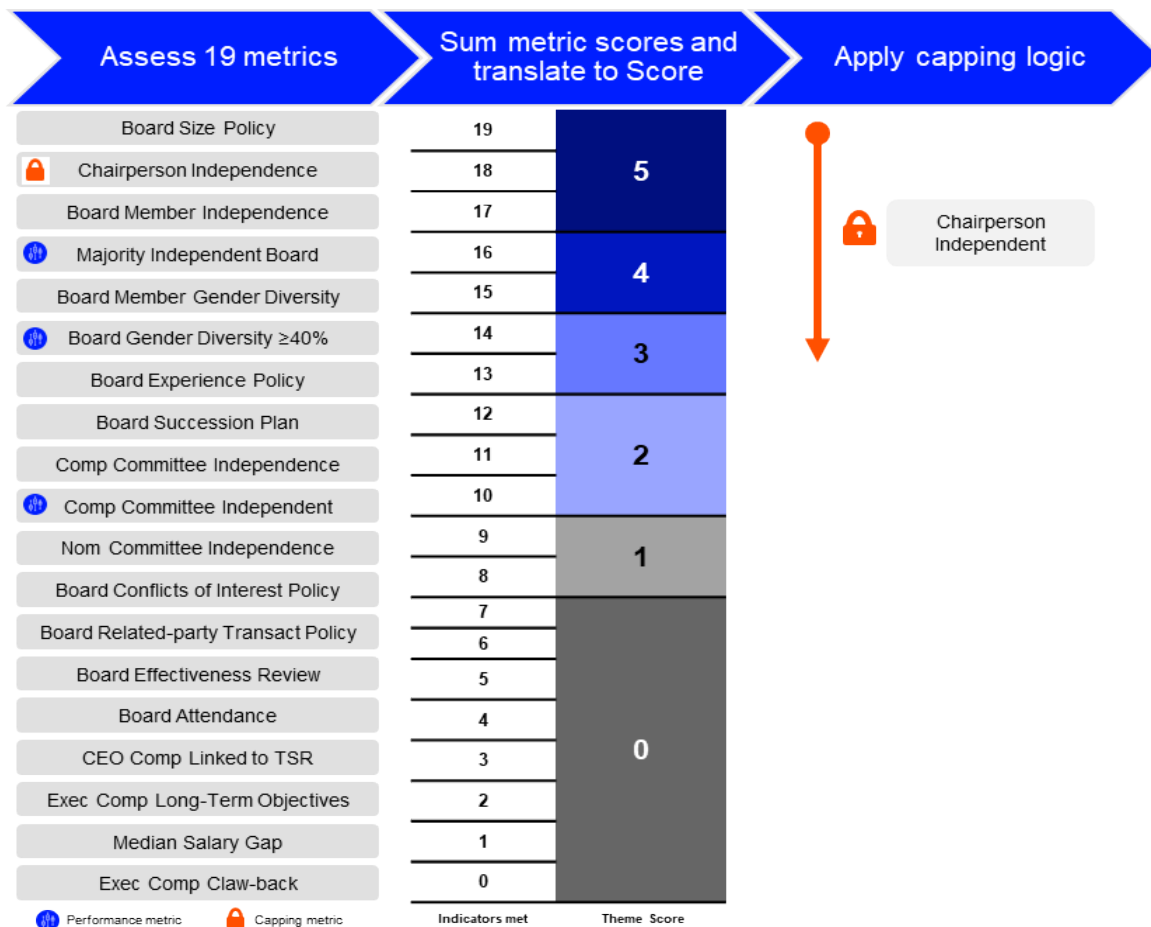 Assess 19 metrics
Sum metric scores and
translate to Score
Apply capping logic
Board Size Policy
Chairperson Independence
Board Member Independence
Majority Independent Board
Board Member Gender Diversity
Board Gender Diversity ≥40%
Board Experience Policy
Board Succession Plan
Comp Committee Independence
Comp Committee Independent
Nom Committee Independence
Board Conflicts of Interest Policy
Board Related-party Transact Policy
Board Effectiveness Review
Board Attendance
CEO Comp Linked to TSR
Exec Comp Long-Term Objectives
Median Salary Gap
Exec Comp Claw-back
Performance metric
Capping metric
19
18
17
16
15
14
13
12
11
10
9
8
7
6
5
4
3
2
1
0
Indicators met
5
4
3
2
1
0
Theme Score
Chairperson
Independent